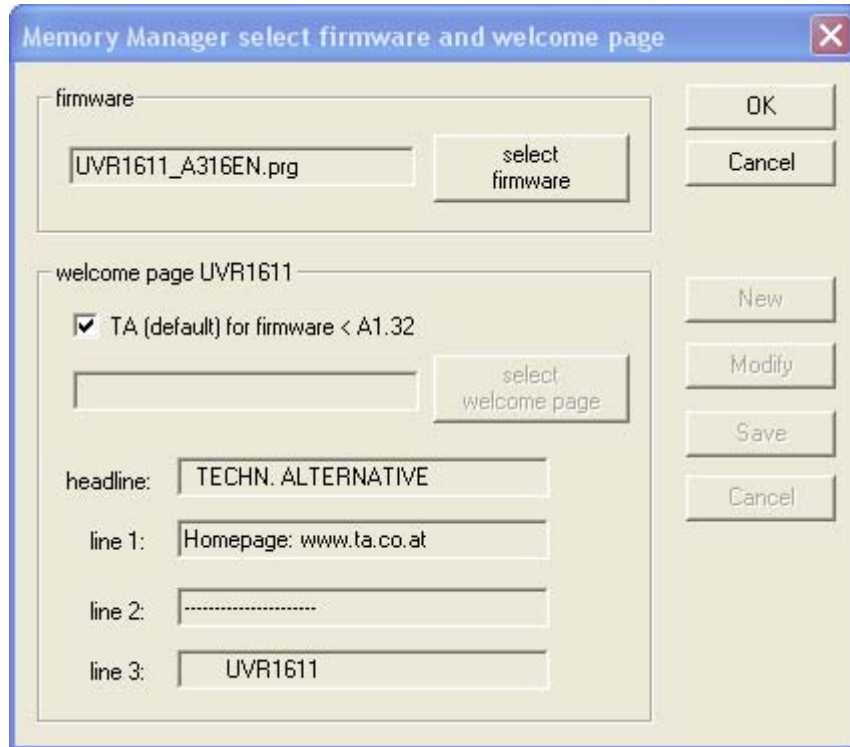 Memory Manager select firmware and welcome page
firmware
UVR1611_A316EN.prg
select
firmware
OK
Cancel
welcome page UVR1611
TA (default) for firmware < A1.32
select
welcome page
headline: TECHN. ALTERNATIVE
line 1: Homepage: www.ta.co.at
line 2: ----------------------
line 3: UVR1611
New
Modify
Save
Cancel